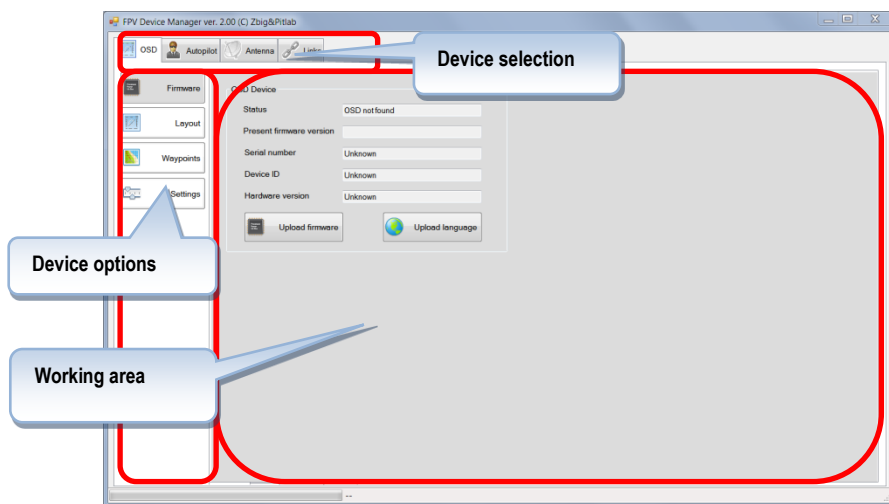 FPV Device Manager ver. 2.00 (C) Zbig&Pitlab
OSD Autopilot Antenna Links
Device selection
Firmware
Layout
Waypoints
Settings
OSD Device
Status OSD not found
Present firmware version
Serial number Unknown
Device ID Unknown
Hardware version Unknown
Upload firmware Upload language
Device options
Working area
--